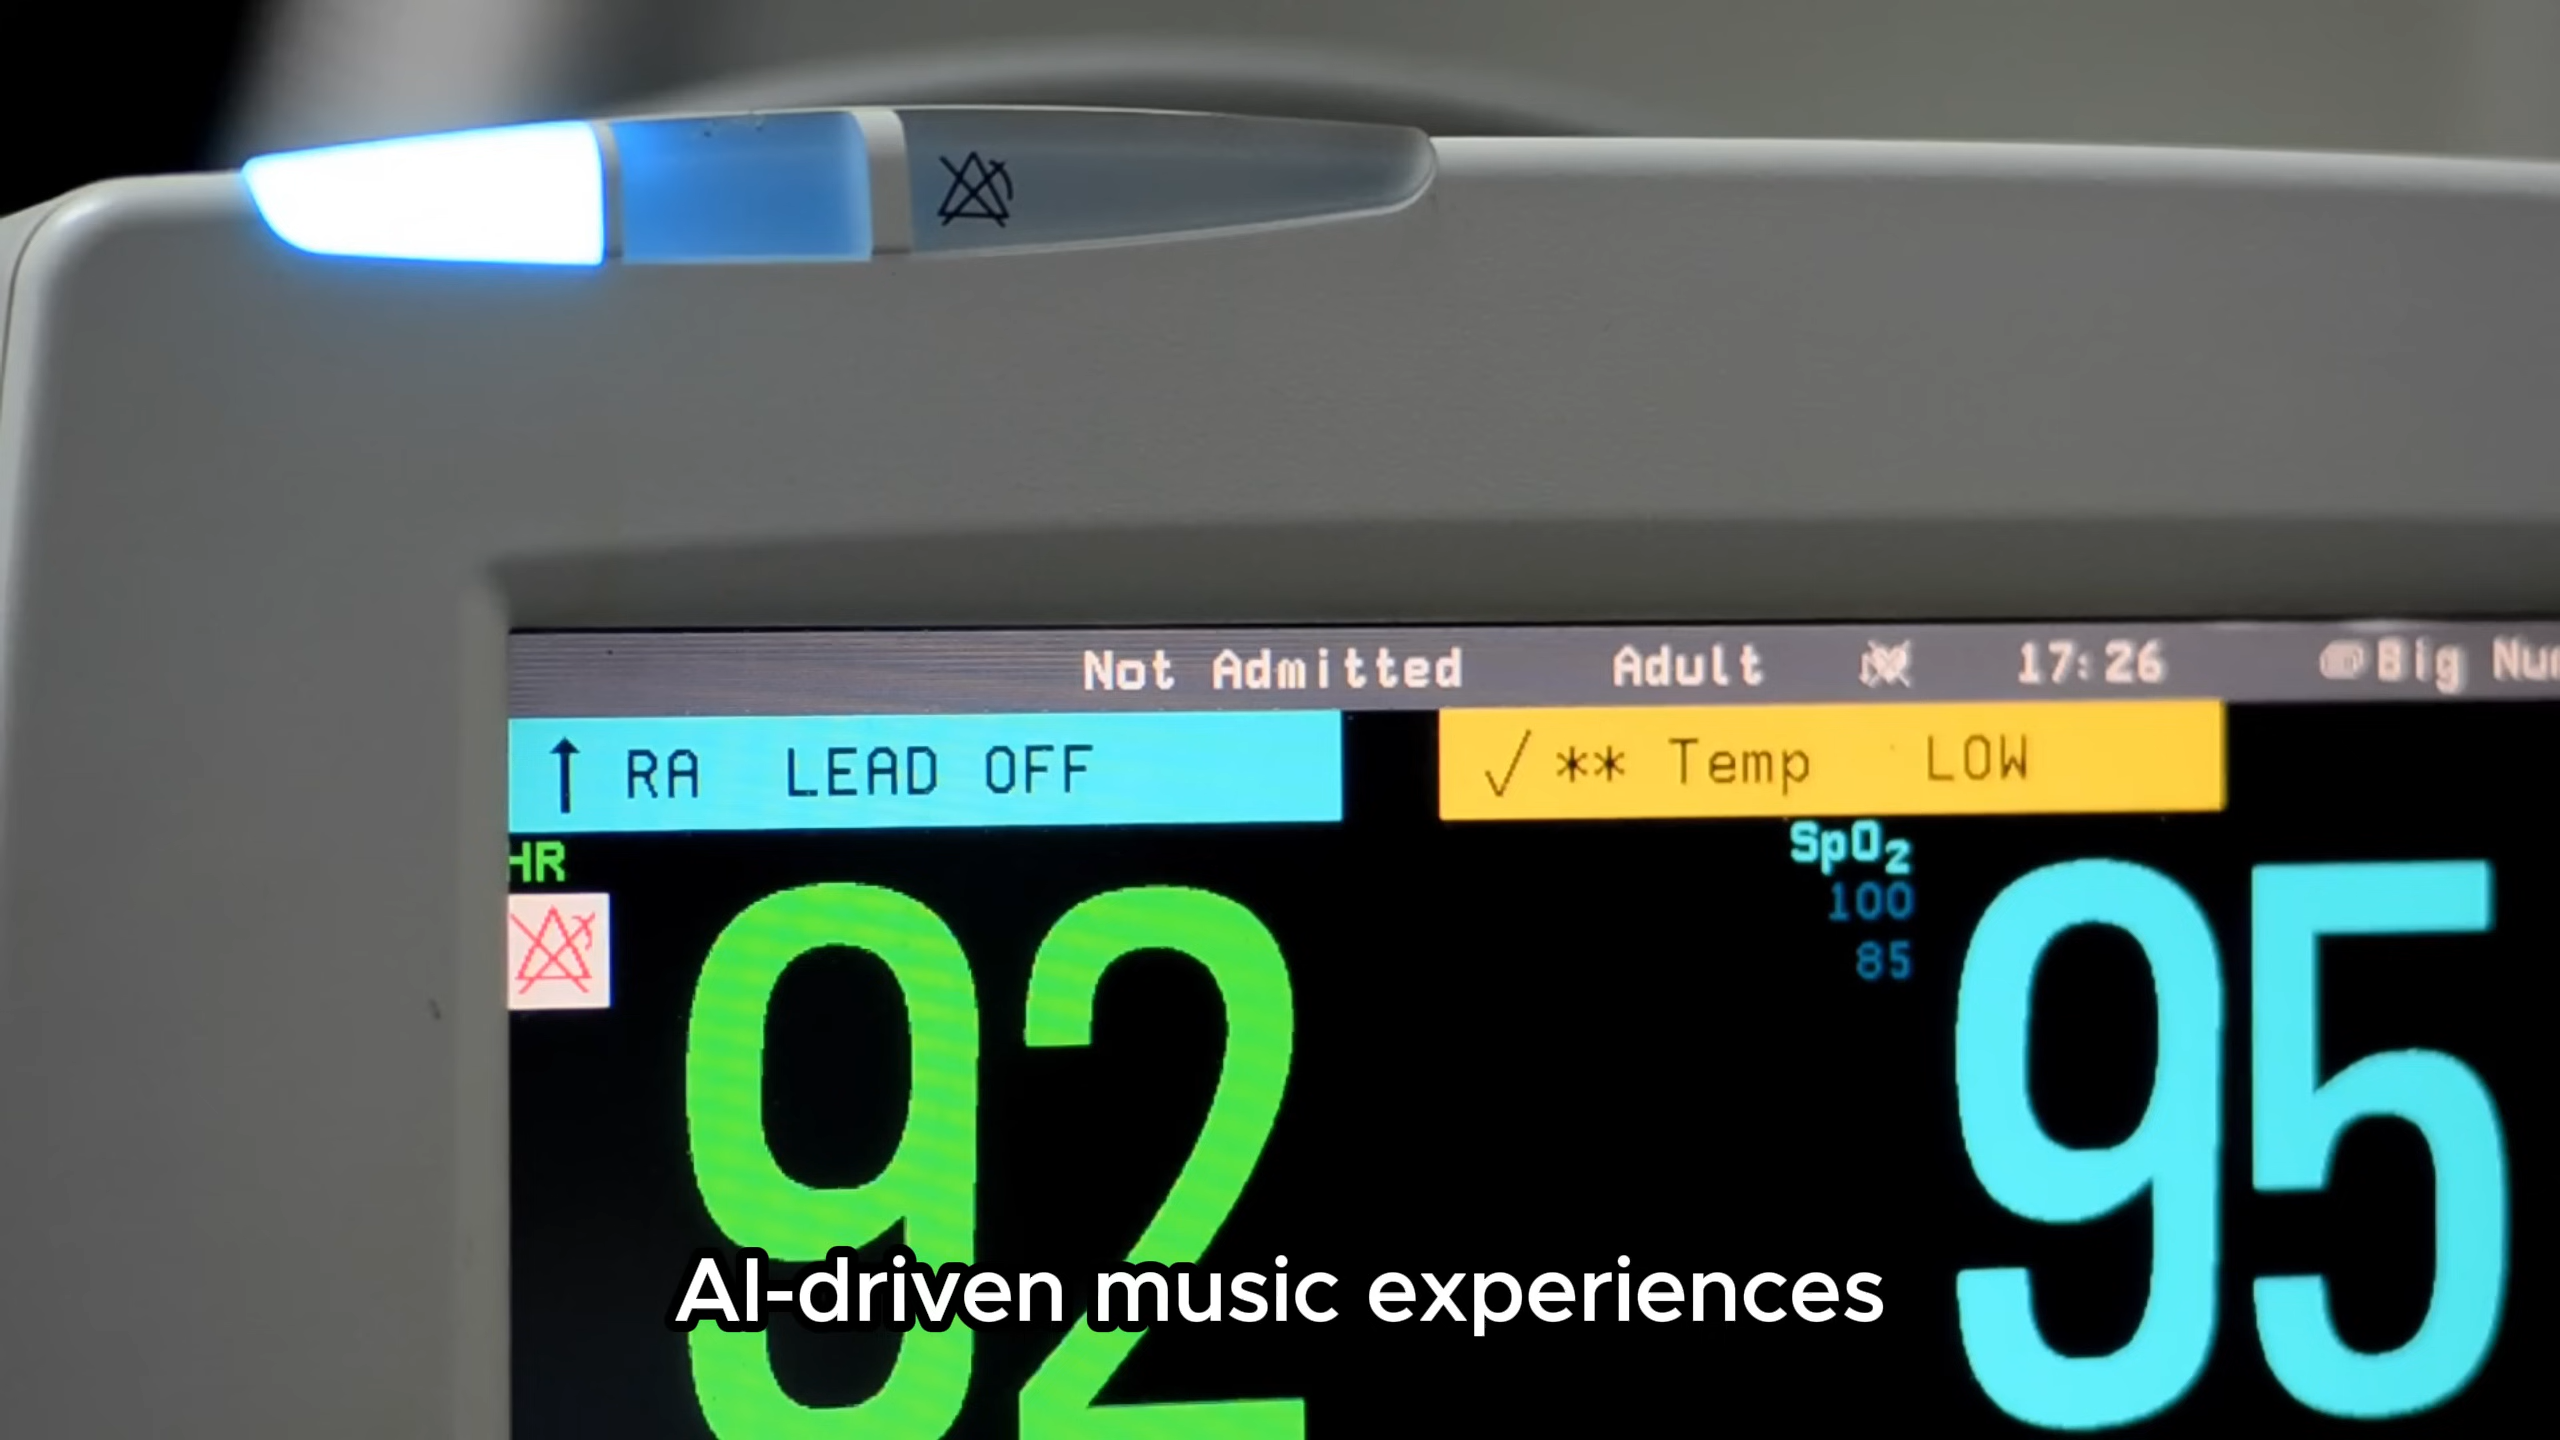 Not Admitted Adult 17:26 Big
↑ RA LEAD OFF
✓ ** Temp LOW
HR
92
SpO₂
100
85
95
AI-driven music experiences